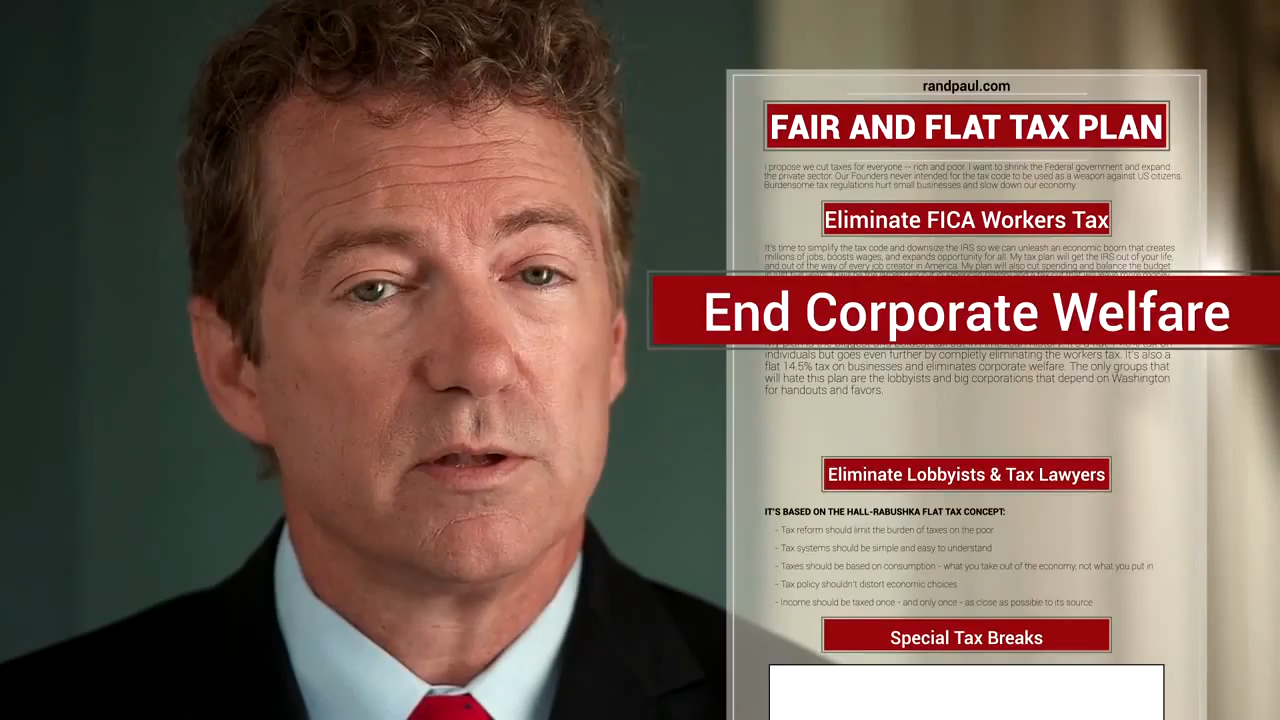 randpaul.com
FAIR AND FLAT TAX PLAN
I propose we cut taxes for everyone -- rich and poor. I want to shrink the Federal government and expand
the private sector. Our Founders never intended for the tax code to be used as a weapon against US citizens.
Burdensome tax regulations hurt small businesses and slow down our economy.
Eliminate FICA Workers Tax
It's time to simplify the tax code and downsize the IRS so we can unleash an economic boom that creates
millions of jobs, boosts wages, and expands opportunity for all. My tax plan will get the IRS out of your life,
and out of the way of every job creator in America. My plan will also cut spending and balance the budget
End Corporate Welfare
individuals but goes even further by completly eliminating the workers tax. It's also a
flat 14.5% tax on businesses and eliminates corporate welfare. The only groups that
will hate this plan are the lobbyists and big corporations that depend on Washington
for handouts and favors.
Eliminate Lobbyists & Tax Lawyers
IT'S BASED ON THE HALL-RABUSHKA FLAT TAX CONCEPT:
- Tax reform should limit the burden of taxes on the poor
- Tax systems should be simple and easy to understand
- Taxes should be based on consumption - what you take out of the economy, not what you put in
- Tax policy shouldn't distort economic choices
- Income should be taxed once - and only once - as close as possible to its source
Special Tax Breaks